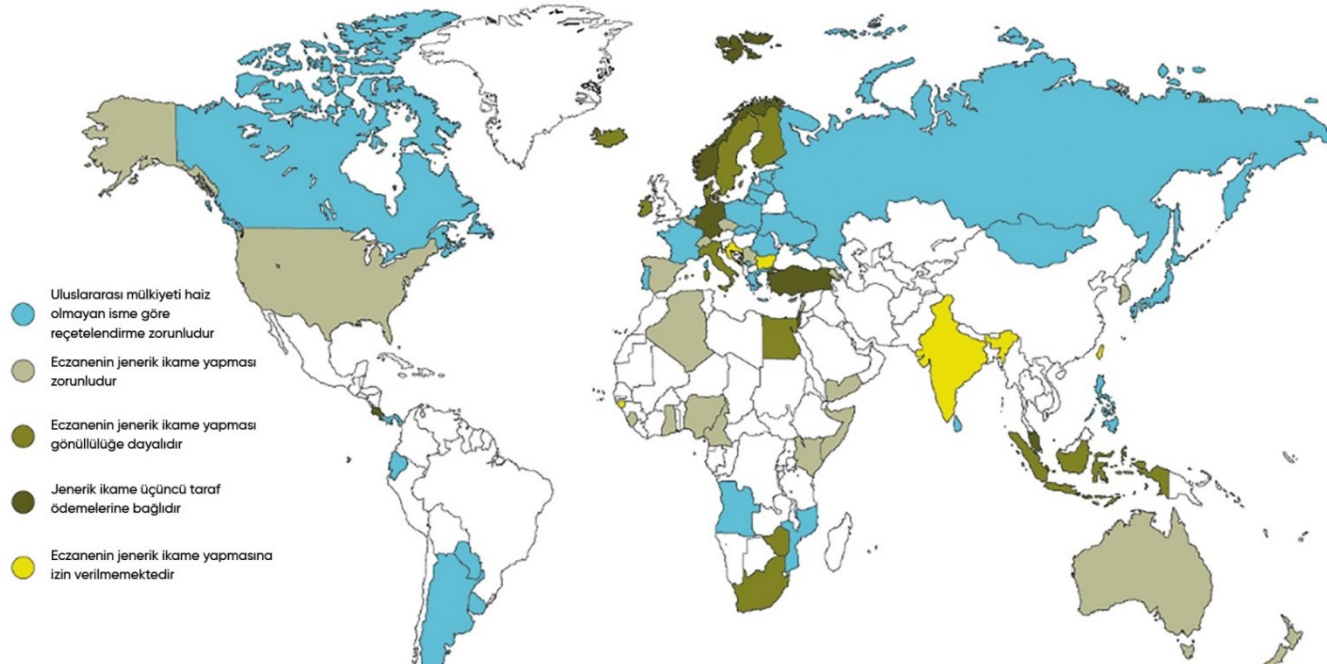 Uluslararası mülkiyeti haiz
olmayan isme göre
reçetelendirme zorunludur
Eczanenin jenerik ikame yapması
zorunludur
Eczanenin jenerik ikame yapması
gönüllülüğe dayalıdır
Jenerik ikame üçüncü taraf
ödemelerine bağlıdır
Eczanenin jenerik ikame yapmasına
izin verilmemektedir